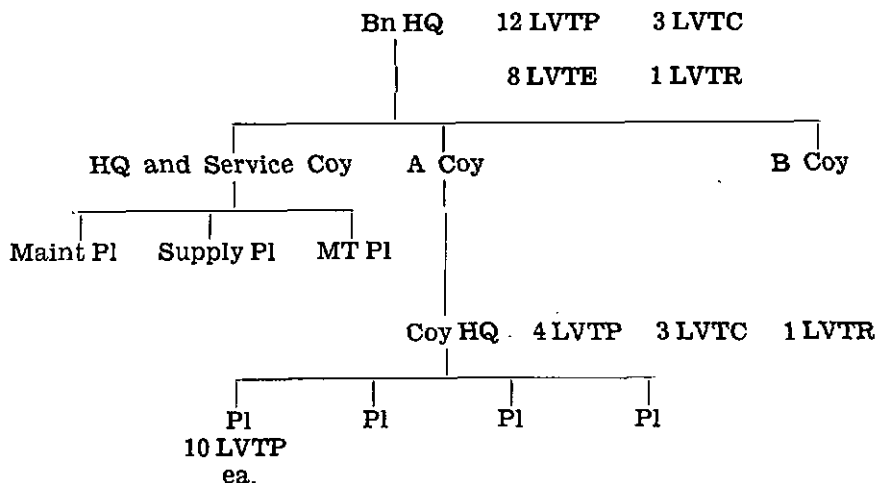 Bn HQ 12 LVTP 3 LVTC
8 LVTE 1 LVTR
HQ and Service Coy A Coy B Coy
Maint Pl Supply Pl MT Pl
Coy HQ 4 LVTP 3 LVTC 1 LVTR
Pl Pl Pl Pl
10 LVTP
ea.